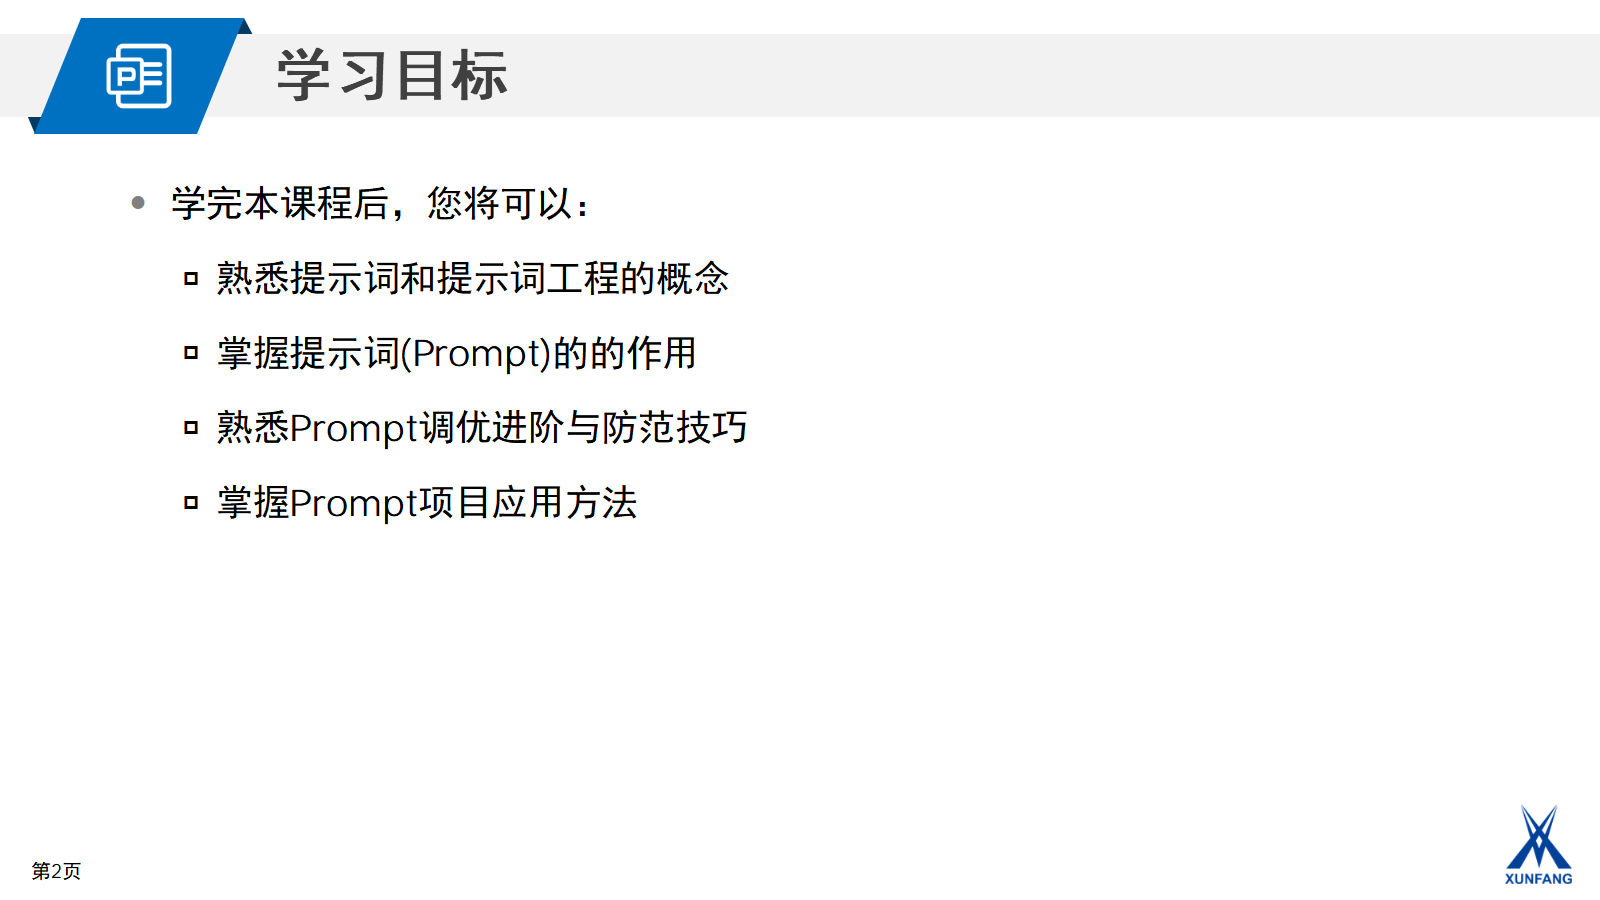 学习目标
学完本课程后，您将可以：
熟悉提示词和提示词工程的概念
掌握提示词(Prompt)的的作用
熟悉Prompt调优进阶与防范技巧
掌握Prompt项目应用方法
第2页
XUNFANG